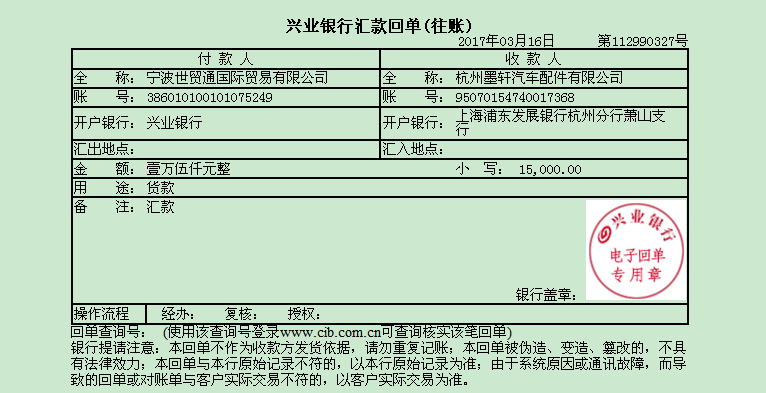 兴业银行汇款回单(往账)
2017年03月16日 第112990327号
付 款 人 收 款 人
全 称: 宁波世贸通国际贸易有限公司 全 称: 杭州墨轩汽车配件有限公司
账 号: 386010100101075249 账 号: 95070154740017368
开户银行: 兴业银行 开户银行: 上海浦东发展银行杭州分行萧山支
行
汇出地点: 汇入地点:
金 额: 壹万伍仟元整 小 写: 15,000.00
用 途: 货款
备 注: 汇款
兴业银行
电子回单
专用章
银行盖章:
操作流程 经办: 复核: 授权:
回单查询号: (使用该查询号登录www.cib.com.cn可查询核实该笔回单)
银行提请注意: 本回单不作为收款方发货依据, 请勿重复记账; 本回单被伪造、变造、篡改的, 不具
有法律效力; 本回单与本行原始记录不符的, 以本行原始记录为准; 由于系统原因或通讯故障, 而导
致的回单或对账单与客户实际交易不符的, 以客户实际交易为准。